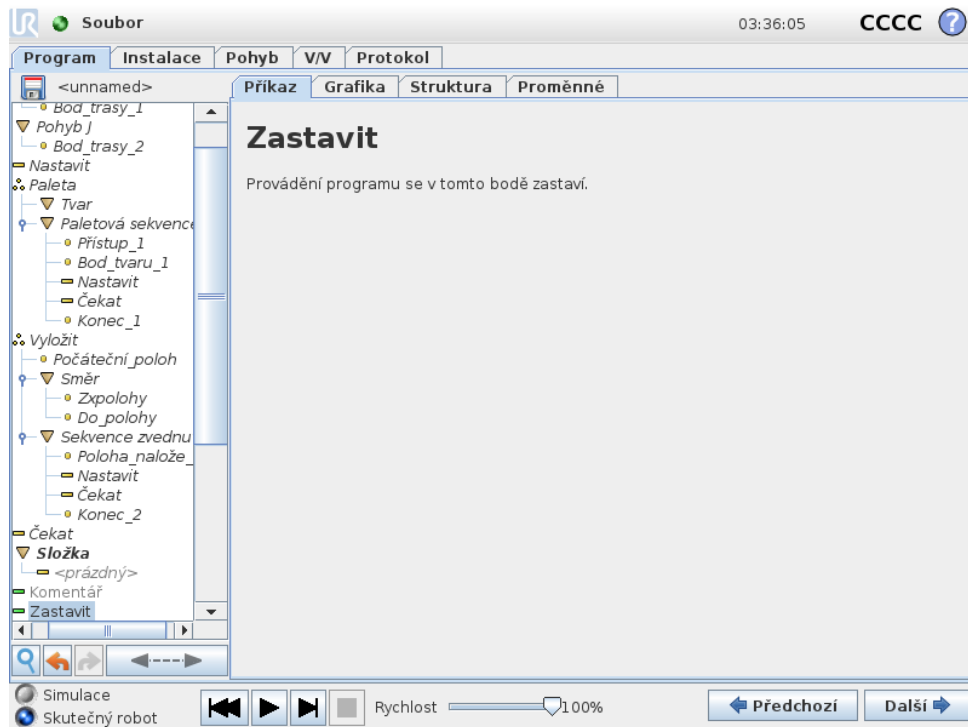 Soubor 03:36:05 CCCC ?
Program Instalace Pohyb V/V Protokol
<unnamed>
Příkaz Grafika Struktura Proměnné
Bod_trasy_1
Pohyb J
Bod_trasy_2
Nastavit
Paleta
Tvar
Paletová sekvence
Přístup_1
Bod_tvaru_1
Nastavit
Čekat
Konec_1
Vyložit
Počáteční_poloh
Směr
Zxpolohy
Do_polohy
Sekvence zvednu
Poloha_nalože_
Nastavit
Čekat
Konec_2
Čekat
Složka
<prázdný>
Komentář
Zastavit
Zastavit
Provádění programu se v tomto bodě zastaví.
Simulace
Skutečný robot
Rychlost 100%
Předchozí Další